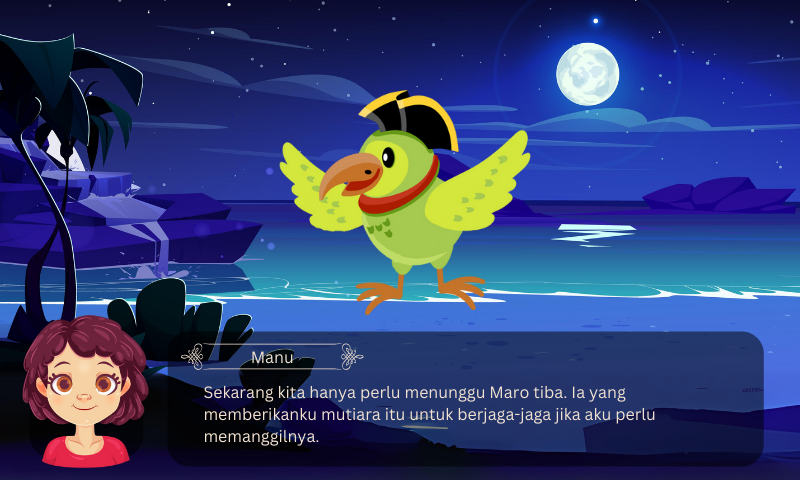 Manu
Sekarang kita hanya perlu menunggu Maro tiba. Ia yang
memberikanku mutiara itu untuk berjaga-jaga jika aku perlu
memanggilnya.